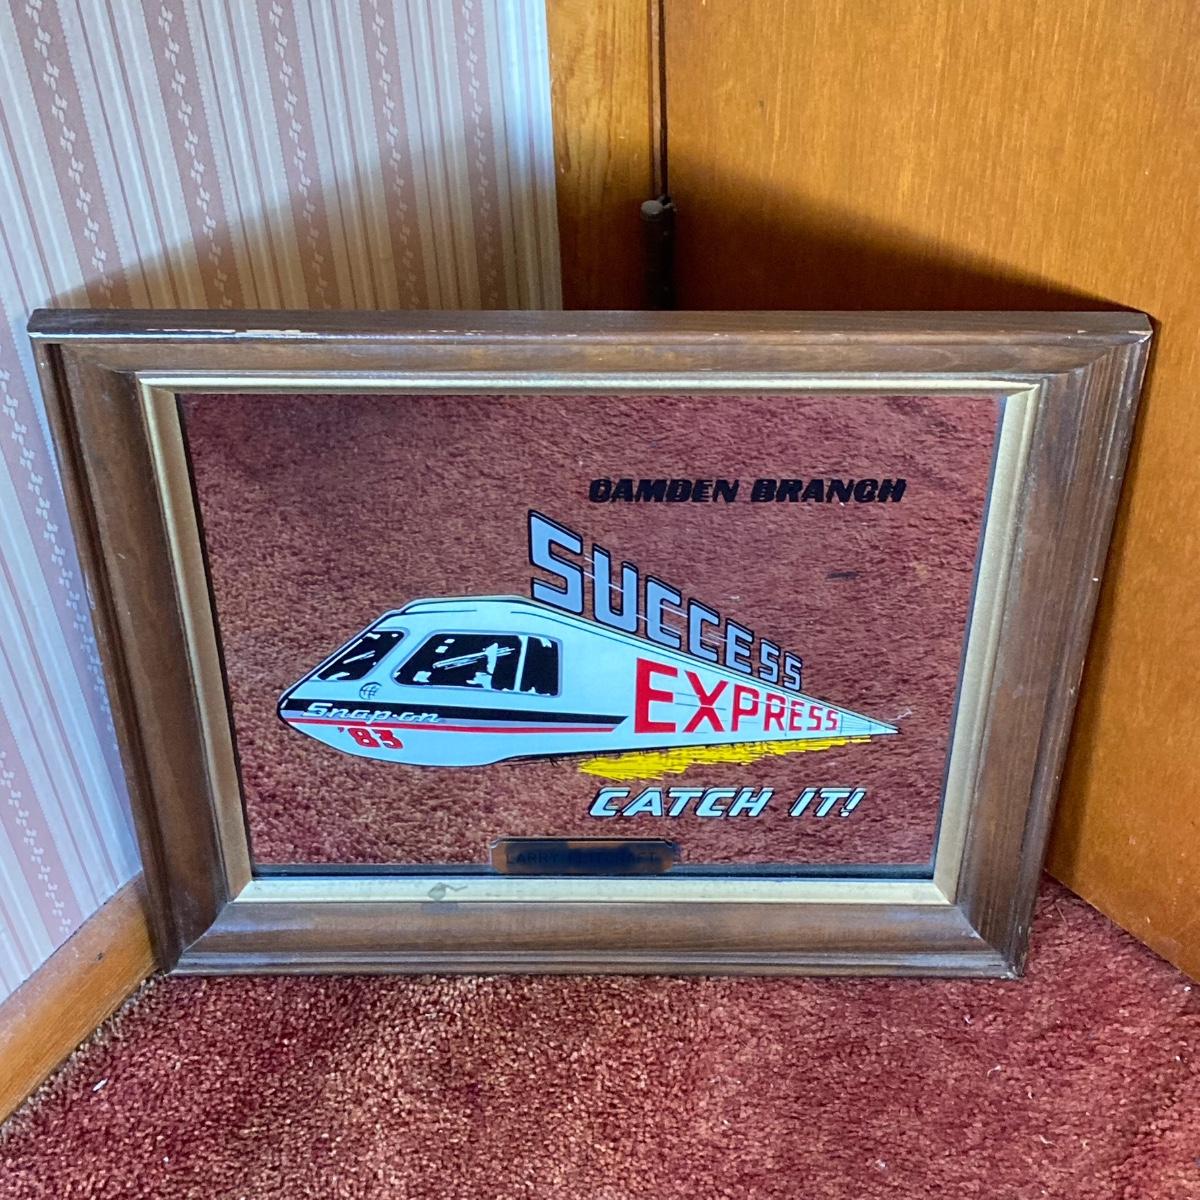 CAMDEN BRANCH
SUCCESS
EXPRESS
Snap-on
'83
CATCH IT!
LARRY